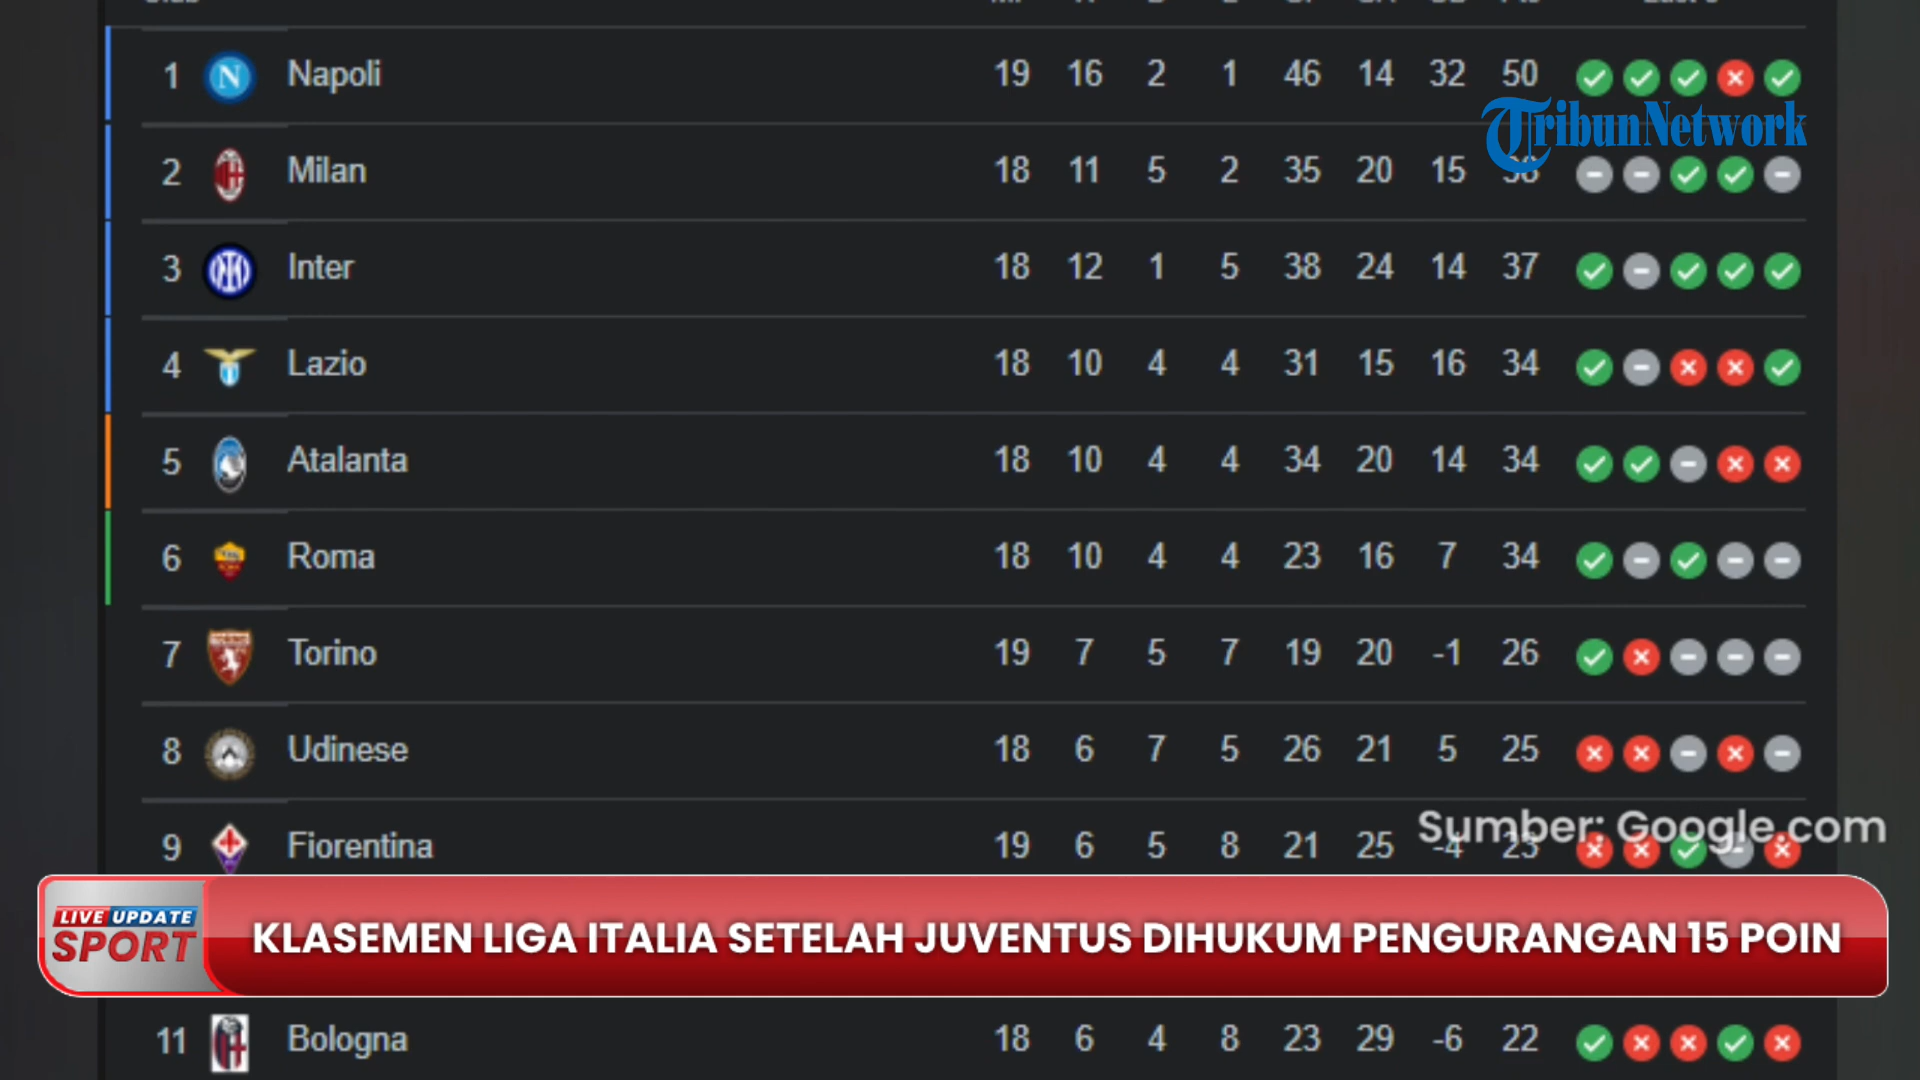 1 Napoli 19 16 2 1 46 14 32 50
TribunNetwork
2 Milan 18 11 5 2 35 20 15 38
3 Inter 18 12 1 5 38 24 14 37
4 Lazio 18 10 4 4 31 15 16 34
5 Atalanta 18 10 4 4 34 20 14 34
6 Roma 18 10 4 4 23 16 7 34
7 Torino 19 7 5 7 19 20 -1 26
8 Udinese 18 6 7 5 26 21 5 25
Sumber: Google.com
9 Fiorentina 19 6 5 8 21 25 -4 23
LIVE UPDATE
SPORT
KLASEMEN LIGA ITALIA SETELAH JUVENTUS DIHUKUM PENGURANGAN 15 POIN
11 Bologna 18 6 4 8 23 29 -6 22